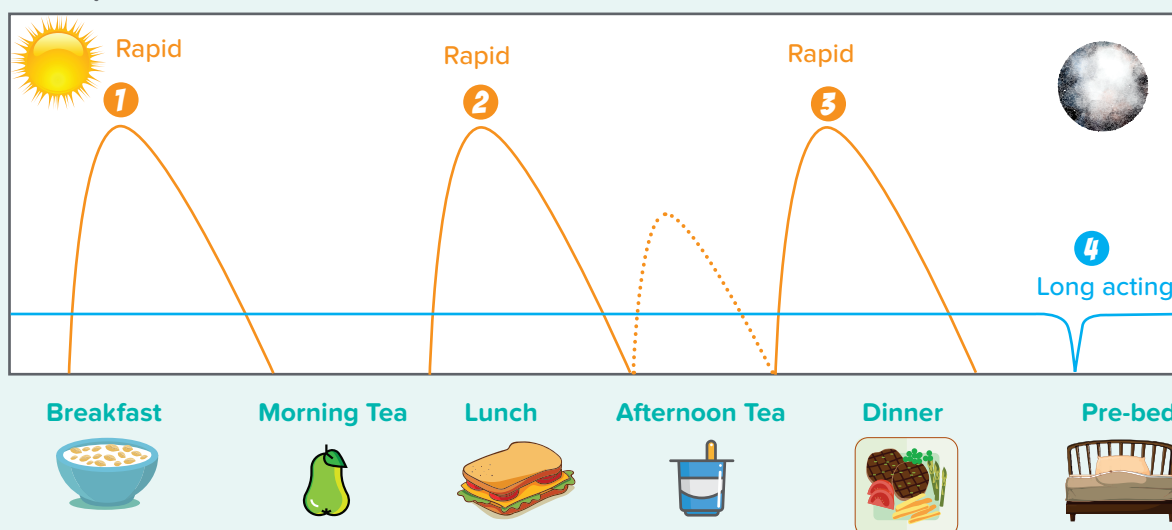 Rapid
Rapid
Rapid
1
2
3
4
Long acting
Breakfast
Morning Tea
Lunch
Afternoon Tea
Dinner
Pre-bed